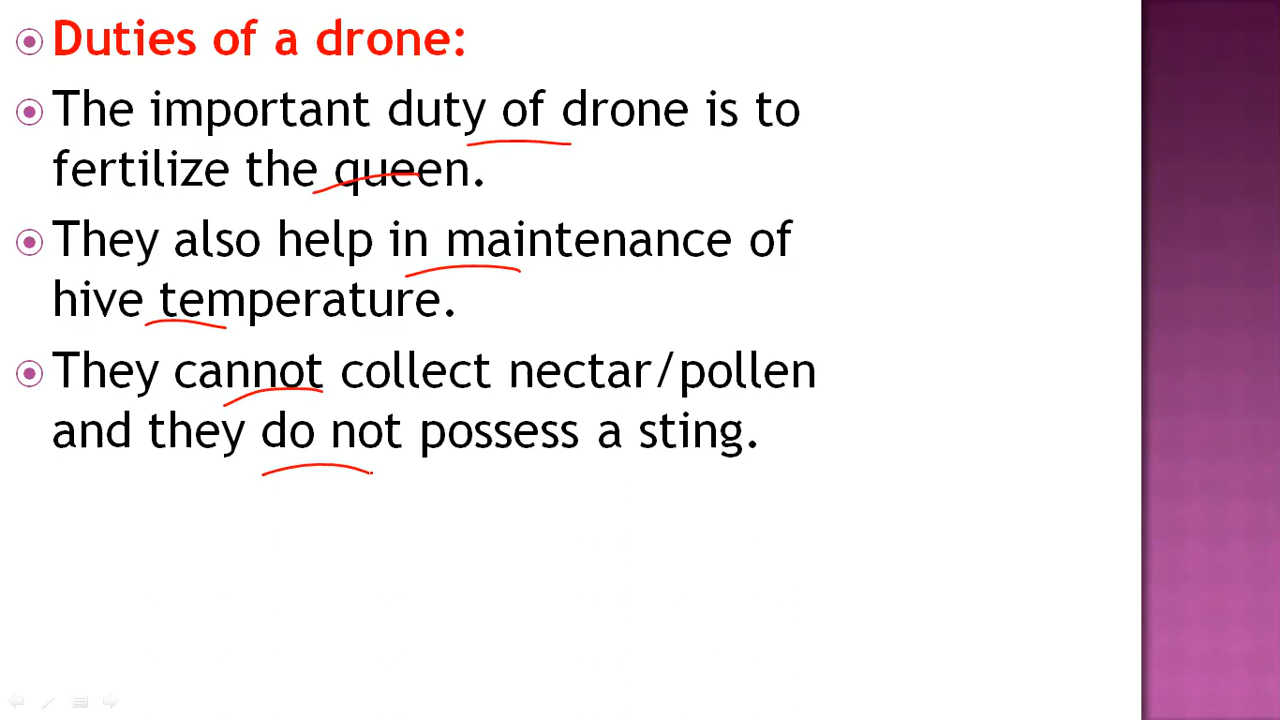 Duties of a drone:
The important duty of drone is to
fertilize the queen.
They also help in maintenance of
hive temperature.
They cannot collect nectar/pollen
and they do not possess a sting.